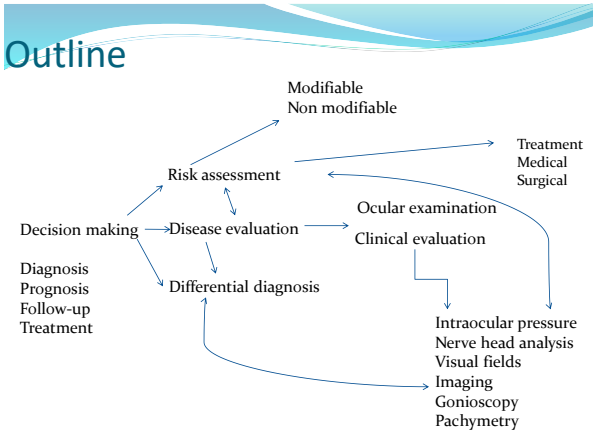 Outline
Modifiable
Non modifiable
Treatment
Medical
Surgical
Risk assessment
Ocular examination
Decision making
Disease evaluation
Clinical evaluation
Diagnosis
Prognosis
Follow-up
Treatment
Differential diagnosis
Intraocular pressure
Nerve head analysis
Visual fields
Imaging
Gonioscopy
Pachymetry